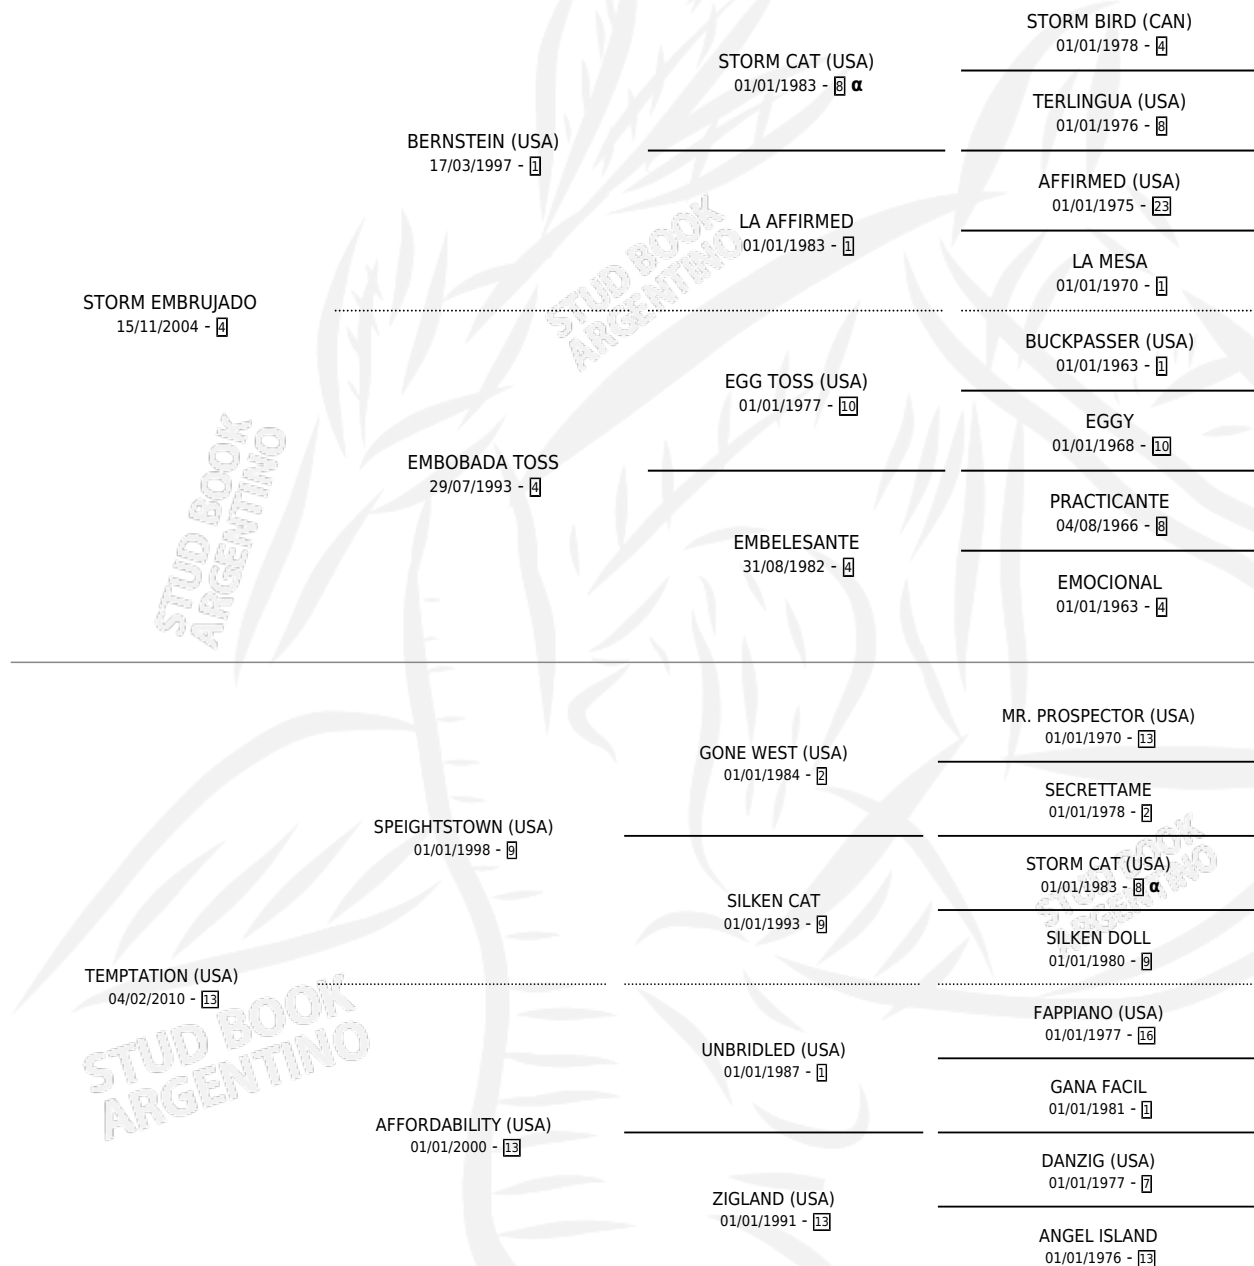 STORM BIRD (CAN)
01/01/1978 - 4
STORM CAT (USA)
01/01/1983 - 8 α
TERLINGUA (USA)
01/01/1976 - 8
BERNSTEIN (USA)
17/03/1997 - 1
AFFIRMED (USA)
01/01/1975 - 23
LA AFFIRMED
01/01/1983 - 1
LA MESA
01/01/1970 - 1
STORM EMBRUJADO
15/11/2004 - 4
BUCKPASSER (USA)
01/01/1963 - 1
EGG TOSS (USA)
01/01/1977 - 10
EGGY
01/01/1968 - 10
EMBOBADA TOSS
29/07/1993 - 4
PRACTICANTE
04/08/1966 - 8
EMBELESANTE
31/08/1982 - 4
EMOCIONAL
01/01/1963 - 4
MR. PROSPECTOR (USA)
01/01/1970 - 13
GONE WEST (USA)
01/01/1984 - 2
SECRETTAME
01/01/1978 - 2
SPEIGHTSTOWN (USA)
01/01/1998 - 9
STORM CAT (USA)
01/01/1983 - 8 α
SILKEN CAT
01/01/1993 - 9
SILKEN DOLL
01/01/1980 - 9
TEMPTATION (USA)
04/02/2010 - 13
FAPPIANO (USA)
01/01/1977 - 16
UNBRIDLED (USA)
01/01/1987 - 1
GANA FACIL
01/01/1981 - 1
AFFORDABILITY (USA)
01/01/2000 - 13
DANZIG (USA)
01/01/1977 - 7
ZIGLAND (USA)
01/01/1991 - 13
ANGEL ISLAND
01/01/1976 - 13
STUD BOOK
ARGENTINO
STUD BOOK
ARGENTINO
STUD BOOK
ARGENTINO
STUD BOOK
ARGENTINO